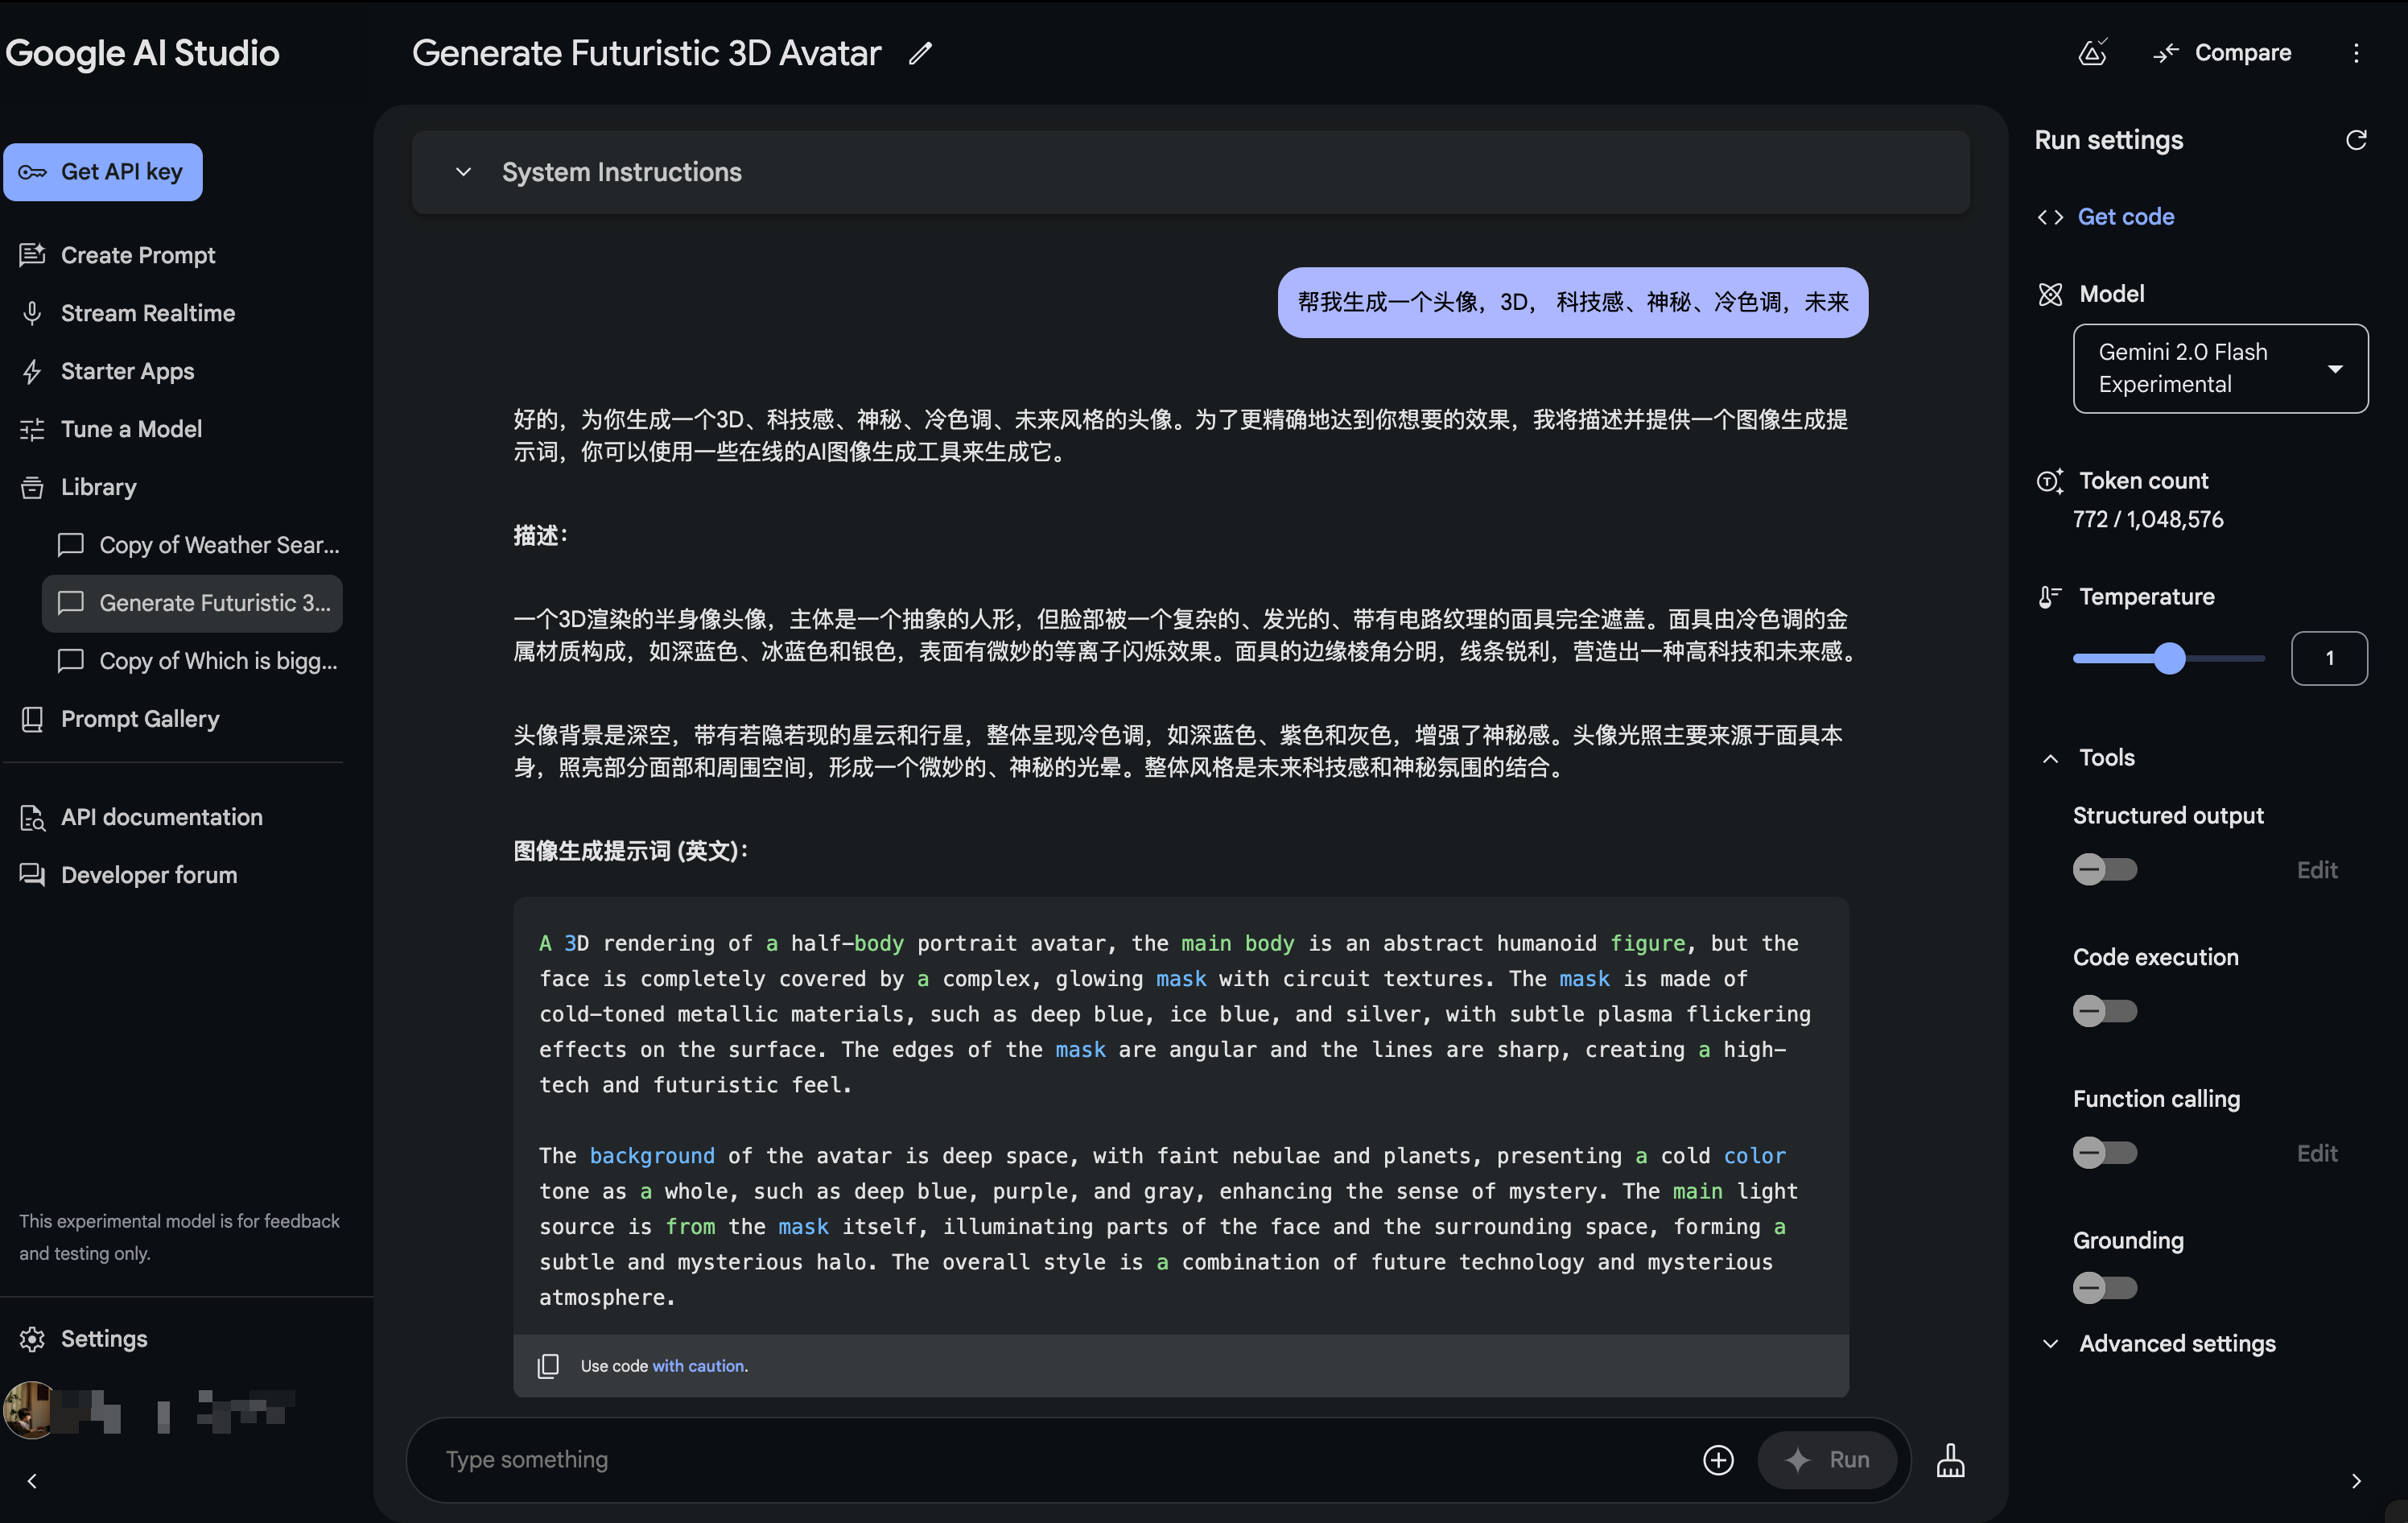 Google AI Studio
Get API key
Create Prompt
Stream Realtime
Starter Apps
Tune a Model
Library
Copy of Weather Sear...
Generate Futuristic 3...
Copy of Which is bigg...
Prompt Gallery
API documentation
Developer forum
This experimental model is for feedback
and testing only.
Settings
Generate Futuristic 3D Avatar
Compare
System Instructions
帮我生成一个头像，3D， 科技感、神秘、冷色调，未来
好的，为你生成一个3D、科技感、神秘、冷色调、未来风格的头像。为了更精确地达到你想要的效果，我将描述并提供一个图像生成提
示词，你可以使用一些在线的AI图像生成工具来生成它。
描述：
一个3D渲染的半身像头像，主体是一个抽象的人形，但脸部被一个复杂的、发光的、带有电路纹理的面具完全遮盖。面具由冷色调的金
属材质构成，如深蓝色、冰蓝色和银色，表面有微妙的等离子闪烁效果。面具的边缘棱角分明，线条锐利，营造出一种高科技和未来感。
头像背景是深空，带有若隐若现的星云和行星，整体呈现冷色调，如深蓝色、紫色和灰色，增强了神秘感。头像光照主要来源于面具本
身，照亮部分面部和周围空间，形成一个微妙的、神秘的光晕。整体风格是未来科技感和神秘氛围的结合。
图像生成提示词 (英文)：
A 3D rendering of a half-body portrait avatar, the main body is an abstract humanoid figure, but the
face is completely covered by a complex, glowing mask with circuit textures. The mask is made of
cold-toned metallic materials, such as deep blue, ice blue, and silver, with subtle plasma flickering
effects on the surface. The edges of the mask are angular and the lines are sharp, creating a high-
tech and futuristic feel.
The background of the avatar is deep space, with faint nebulae and planets, presenting a cold color
tone as a whole, such as deep blue, purple, and gray, enhancing the sense of mystery. The main light
source is from the mask itself, illuminating parts of the face and the surrounding space, forming a
subtle and mysterious halo. The overall style is a combination of future technology and mysterious
atmosphere.
Use code with caution.
Type something
Run
Run settings
Get code
Model
Gemini 2.0 Flash
Experimental
Token count
772 / 1,048,576
Temperature
1
Tools
Structured output
Edit
Code execution
Function calling
Edit
Grounding
Advanced settings